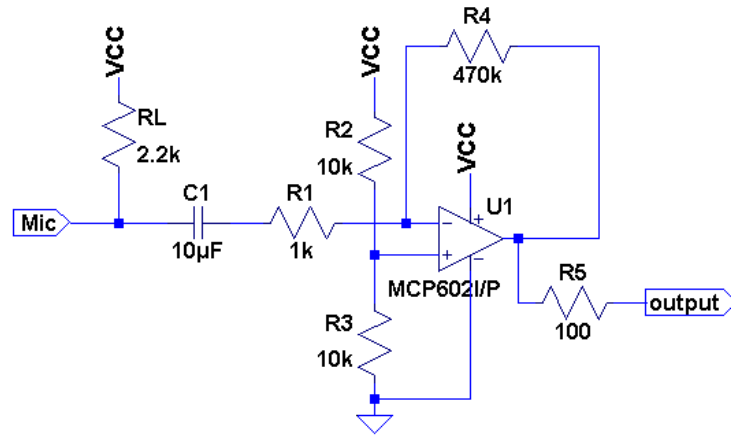 R4
470k
VCC
RL
2.2k
VCC
R2
10k
VCC
U1
Mic
C1
10µF
R1
1k
MCP602I/P
R3
10k
R5
100
output